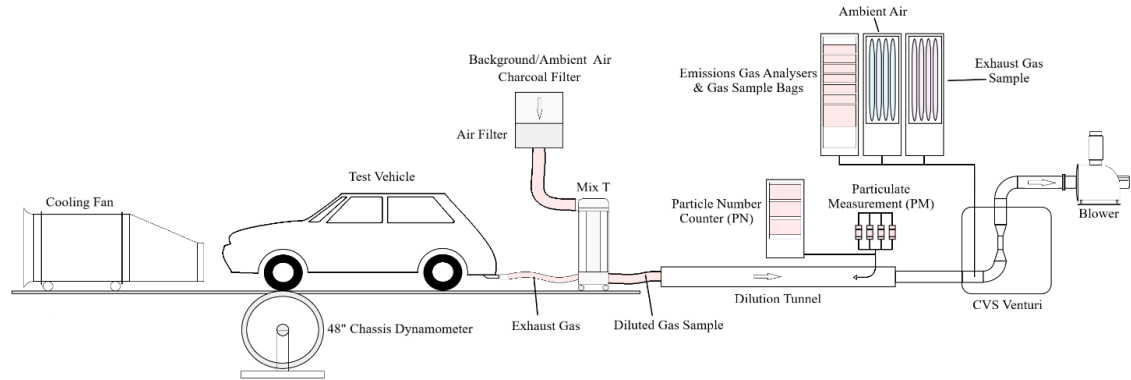 Ambient Air
Background/Ambient Air
Charcoal Filter
Emissions Gas Analysers
& Gas Sample Bags
Exhaust Gas
Sample
Air Filter
Test Vehicle
Mix T
Cooling Fan
Particle Number
Counter (PN)
Particulate
Measurement (PM)
Blower
Dilution Tunnel
CVS Venturi
48" Chassis Dynamometer
Exhaust Gas
Diluted Gas Sample